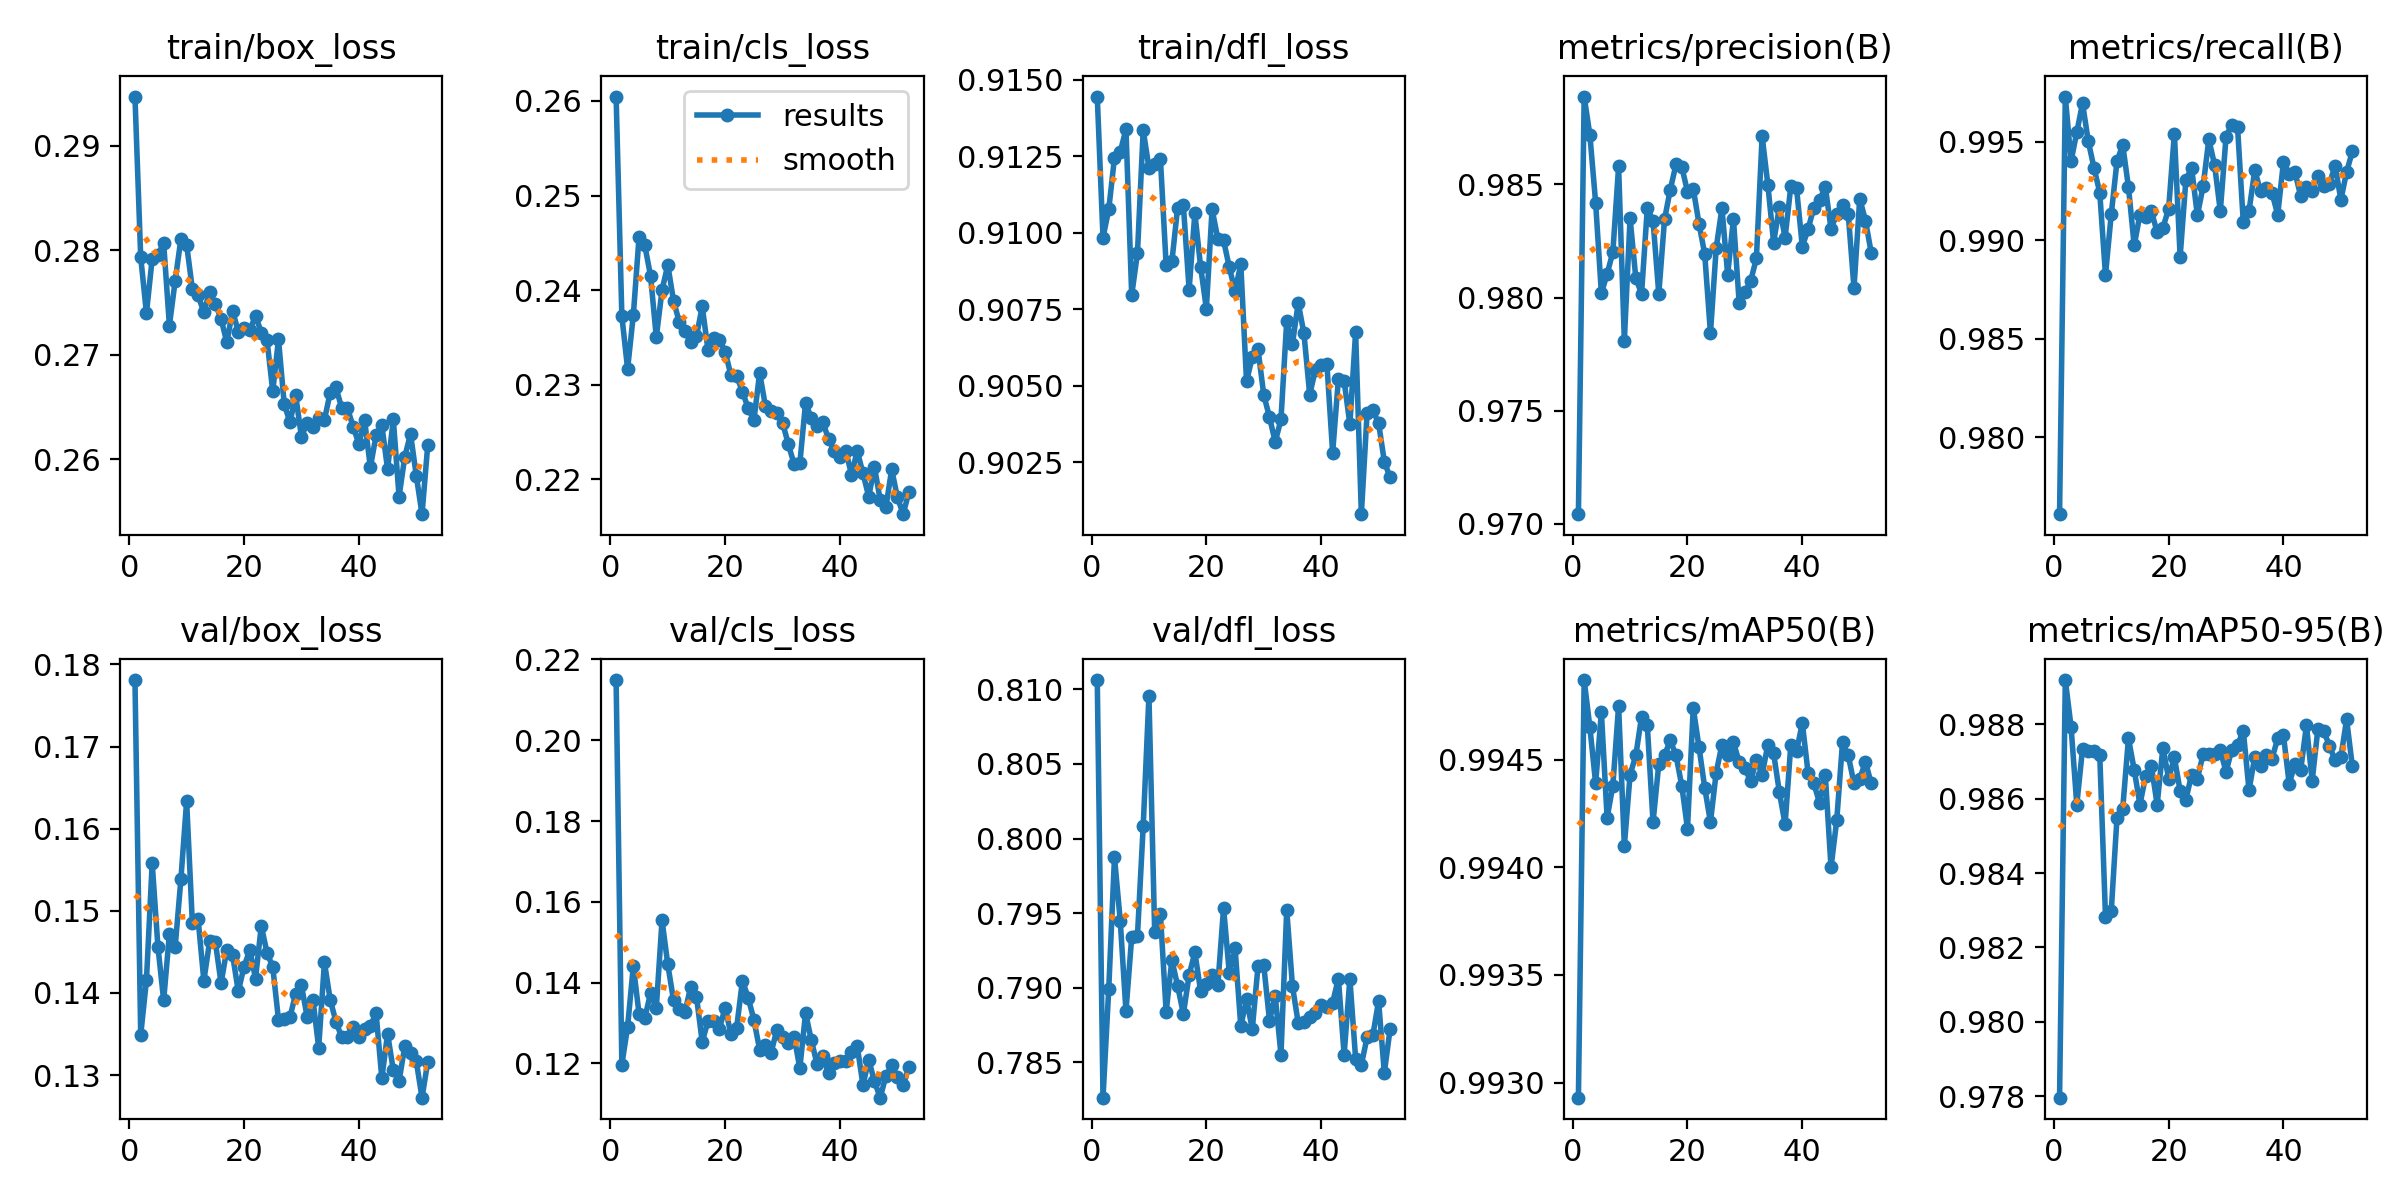 train/box_loss
0.29
0.28
0.27
0.26
0 20 40
train/cls_loss
results
smooth
0.26
0.25
0.24
0.23
0.22
0 20 40
train/dfl_loss
0.9150
0.9125
0.9100
0.9075
0.9050
0.9025
0 20 40
metrics/precision(B)
0.985
0.980
0.975
0.970
0 20 40
metrics/recall(B)
0.995
0.990
0.985
0.980
0 20 40
val/box_loss
0.18
0.17
0.16
0.15
0.14
0.13
0 20 40
val/cls_loss
0.22
0.20
0.18
0.16
0.14
0.12
0 20 40
val/dfl_loss
0.810
0.805
0.800
0.795
0.790
0.785
0 20 40
metrics/mAP50(B)
0.9945
0.9940
0.9935
0.9930
0 20 40
metrics/mAP50-95(B)
0.988
0.986
0.984
0.982
0.980
0.978
0 20 40